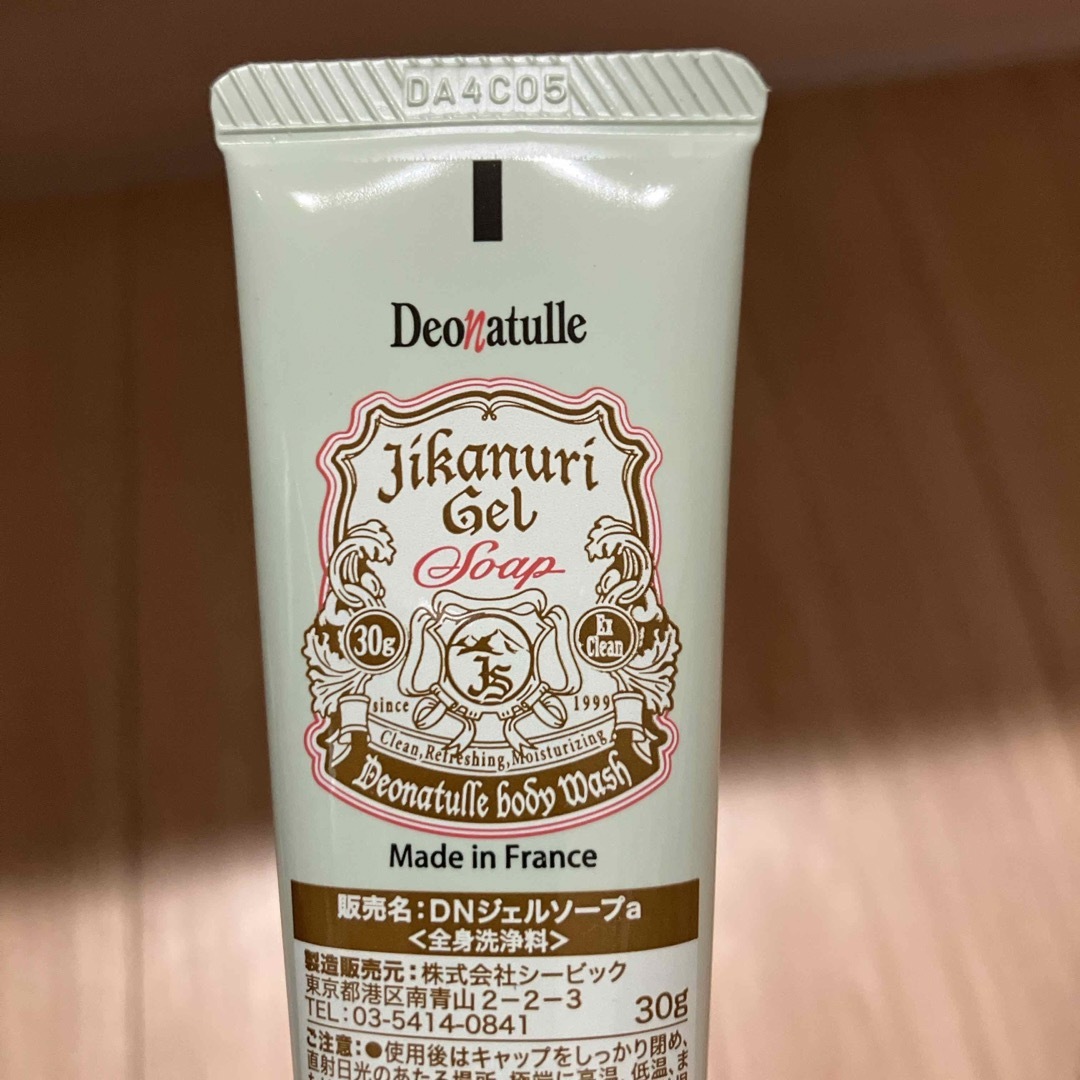 DA4C05
Deonatulle
Jikanuri
Gel
Soap
30g
Ex
Clean
JS
since 1999
Clean, Refreshing, Moisturizing
Deonatulle body Wash
Made in France
販売名：DNジェルソープa
＜全身洗浄料＞
製造販売元：株式会社シービック
東京都港区南青山2－2－3
TEL：03-5414-0841
30g
ご注意：●使用後はキャップをしっかり閉め、
直射日光のあたる場所、極端に高温、低温、ま